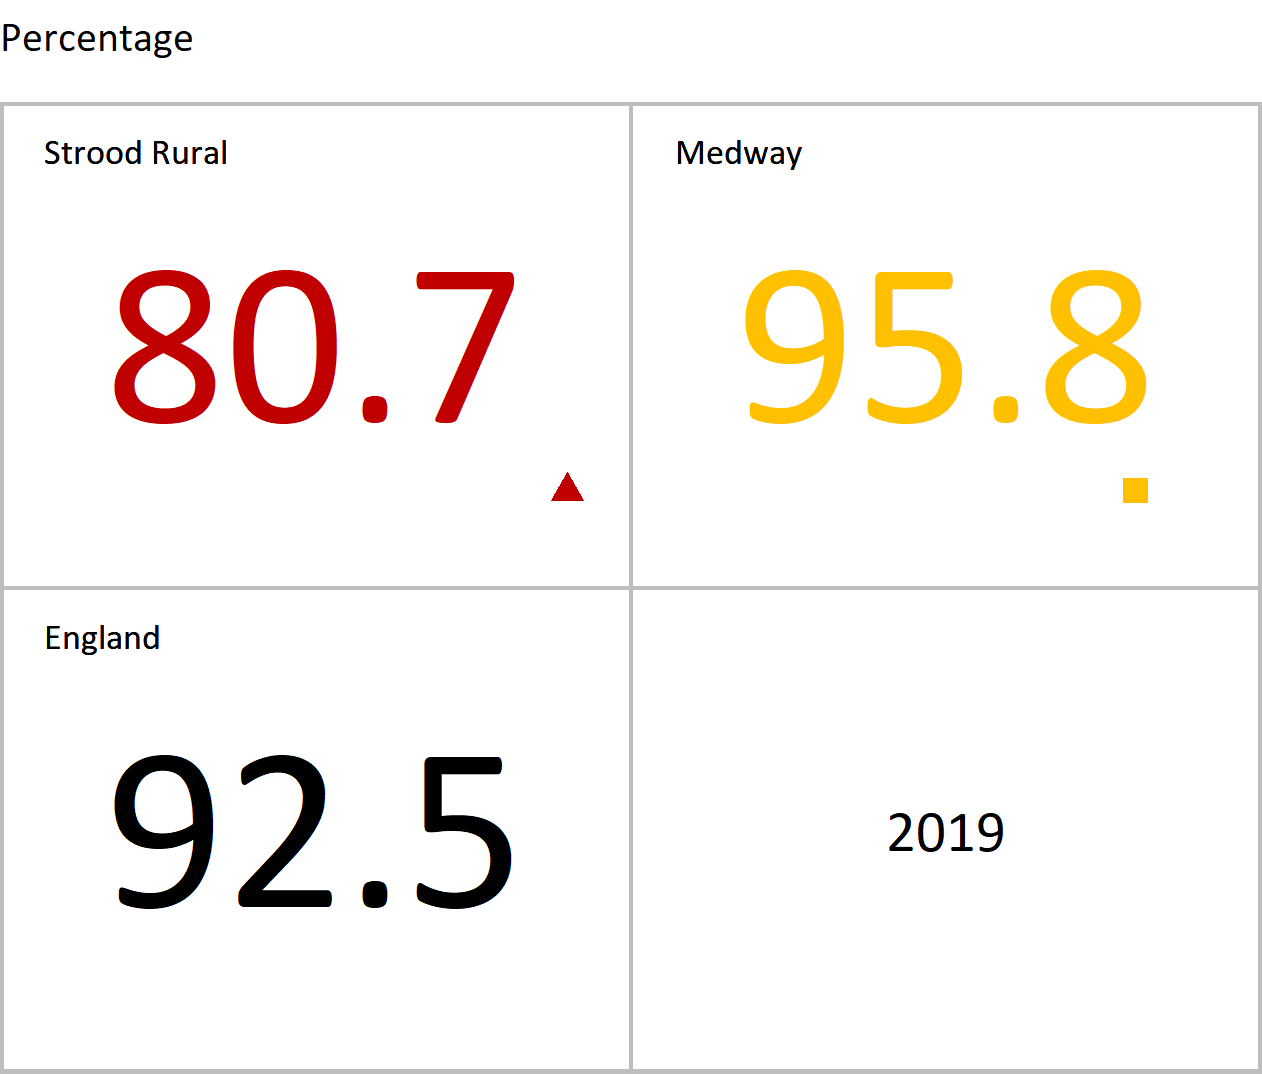 Percentage
Strood Rural
Medway
80.7
95.8
England
92.5
2019